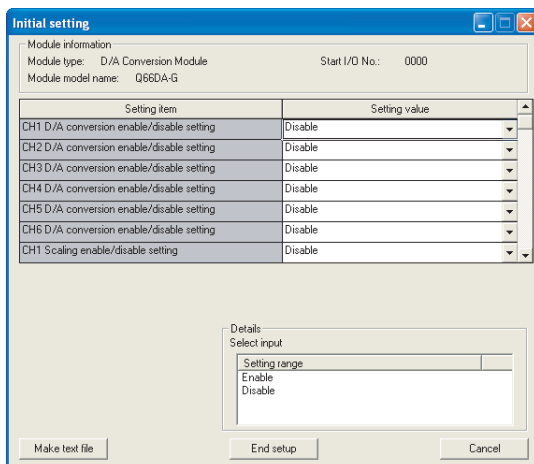 Initial setting
Module information
Module type: D/A Conversion Module Start I/O No.: 0000
Module model name: Q66DA-G
Setting item Setting value
CH1 D/A conversion enable/disable setting Disable
CH2 D/A conversion enable/disable setting Disable
CH3 D/A conversion enable/disable setting Disable
CH4 D/A conversion enable/disable setting Disable
CH5 D/A conversion enable/disable setting Disable
CH6 D/A conversion enable/disable setting Disable
CH1 Scaling enable/disable setting Disable
Details
Select input
Setting range
Enable
Disable
Make text file End setup Cancel